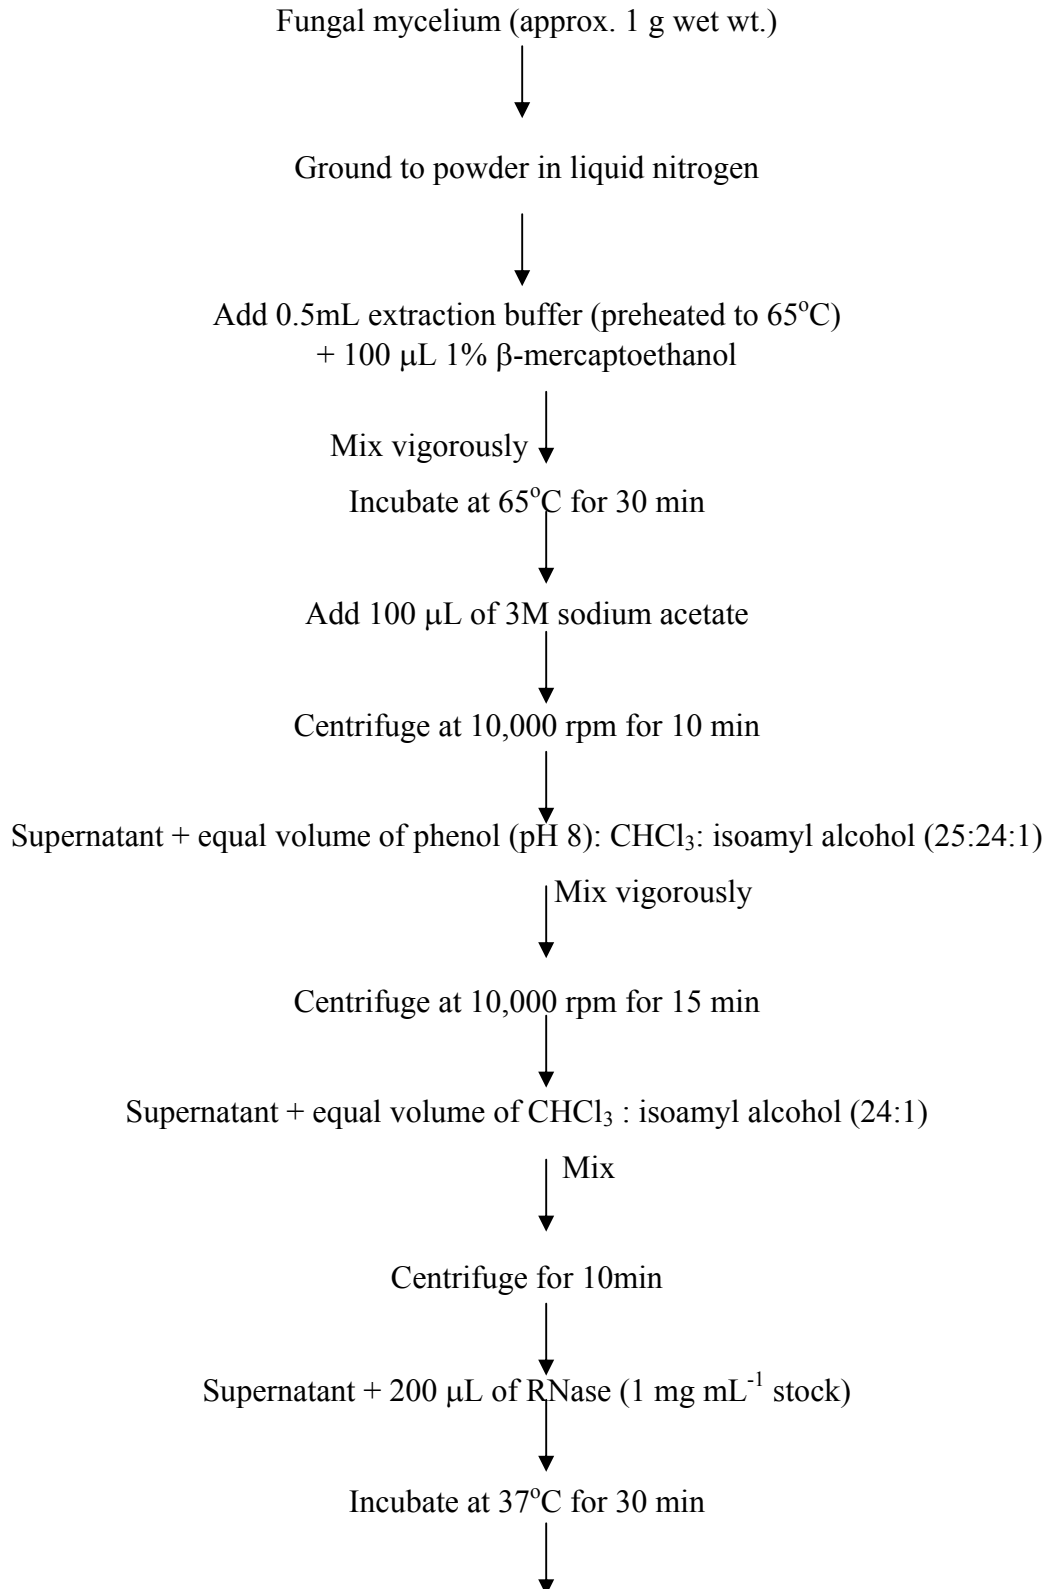 Fungal mycelium (approx. 1 g wet wt.)
Ground to powder in liquid nitrogen
Add 0.5mL extraction buffer (preheated to 65°C)
+ 100 μL 1% β-mercaptoethanol
Mix vigorously
Incubate at 65°C for 30 min
Add 100 μL of 3M sodium acetate
Centrifuge at 10,000 rpm for 10 min
Supernatant + equal volume of phenol (pH 8): CHCl₃: isoamyl alcohol (25:24:1)
Mix vigorously
Centrifuge at 10,000 rpm for 15 min
Supernatant + equal volume of CHCl₃ : isoamyl alcohol (24:1)
Mix
Centrifuge for 10min
Supernatant + 200 μL of RNase (1 mg mL⁻¹ stock)
Incubate at 37°C for 30 min